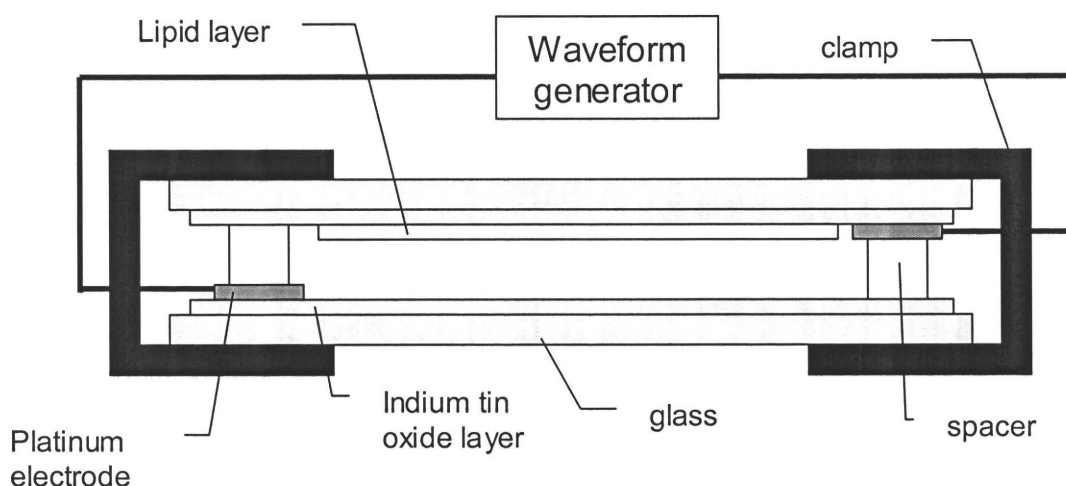 Lipid layer
Waveform
generator
clamp
Indium tin
oxide layer
glass
spacer
Platinum
electrode